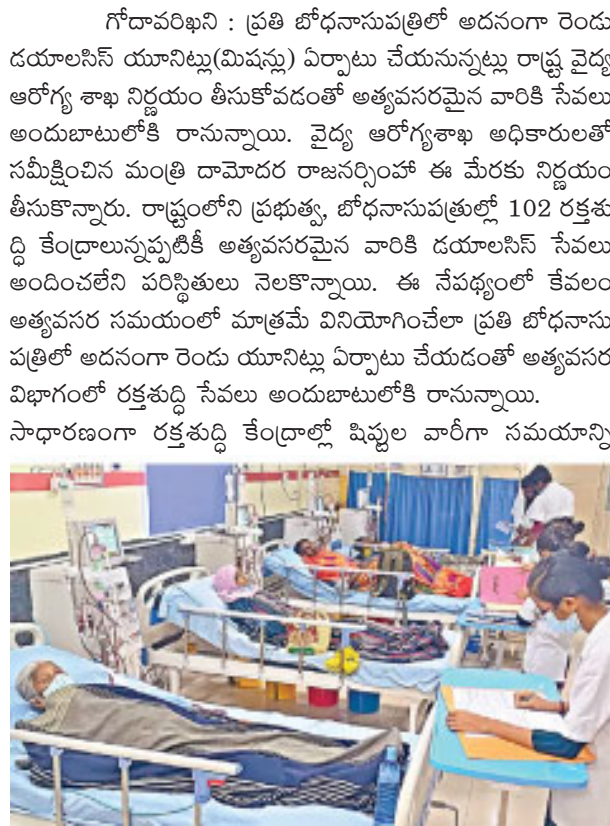 గోదావరిఖని : ప్రతి బోధనాసుపత్రిలో అదనంగా రెండు
డయాలసిస్ యూనిట్లు(మిషన్లు) ఏర్పాటు చేయనున్నట్లు రాష్ట్ర వైద్య
ఆరోగ్య శాఖ నిర్ణయం తీసుకోవడంతో అత్యవసరమైన వారికి సేవలు
అందుబాటులోకి రానున్నాయి. వైద్య ఆరోగ్యశాఖ అధికారులతో
సమీక్షించిన మంత్రి దామోదర రాజనర్సింహా ఈ మేరకు నిర్ణయం
తీసుకొన్నారు. రాష్ట్రంలోని ప్రభుత్వ, బోధనాసుపత్రుల్లో 102 రక్తశు
ద్ధి కేంద్రాలున్నప్పటికీ అత్యవసరమైన వారికి డయాలసిస్ సేవలు
అందించలేని పరిస్థితులు నెలకొన్నాయి. ఈ నేపథ్యంలో కేవలం
అత్యవసర సమయంలో మాత్రమే వినియోగించేలా ప్రతి బోధనాసు
పత్రిలో అదనంగా రెండు యూనిట్లు ఏర్పాటు చేయడంతో అత్యవసర
విభాగంలో రక్తశుద్ధి సేవలు అందుబాటులోకి రానున్నాయి.
సాధారణంగా రక్తశుద్ధి కేంద్రాల్లో షిఫ్టుల వారీగా సమయాన్ని